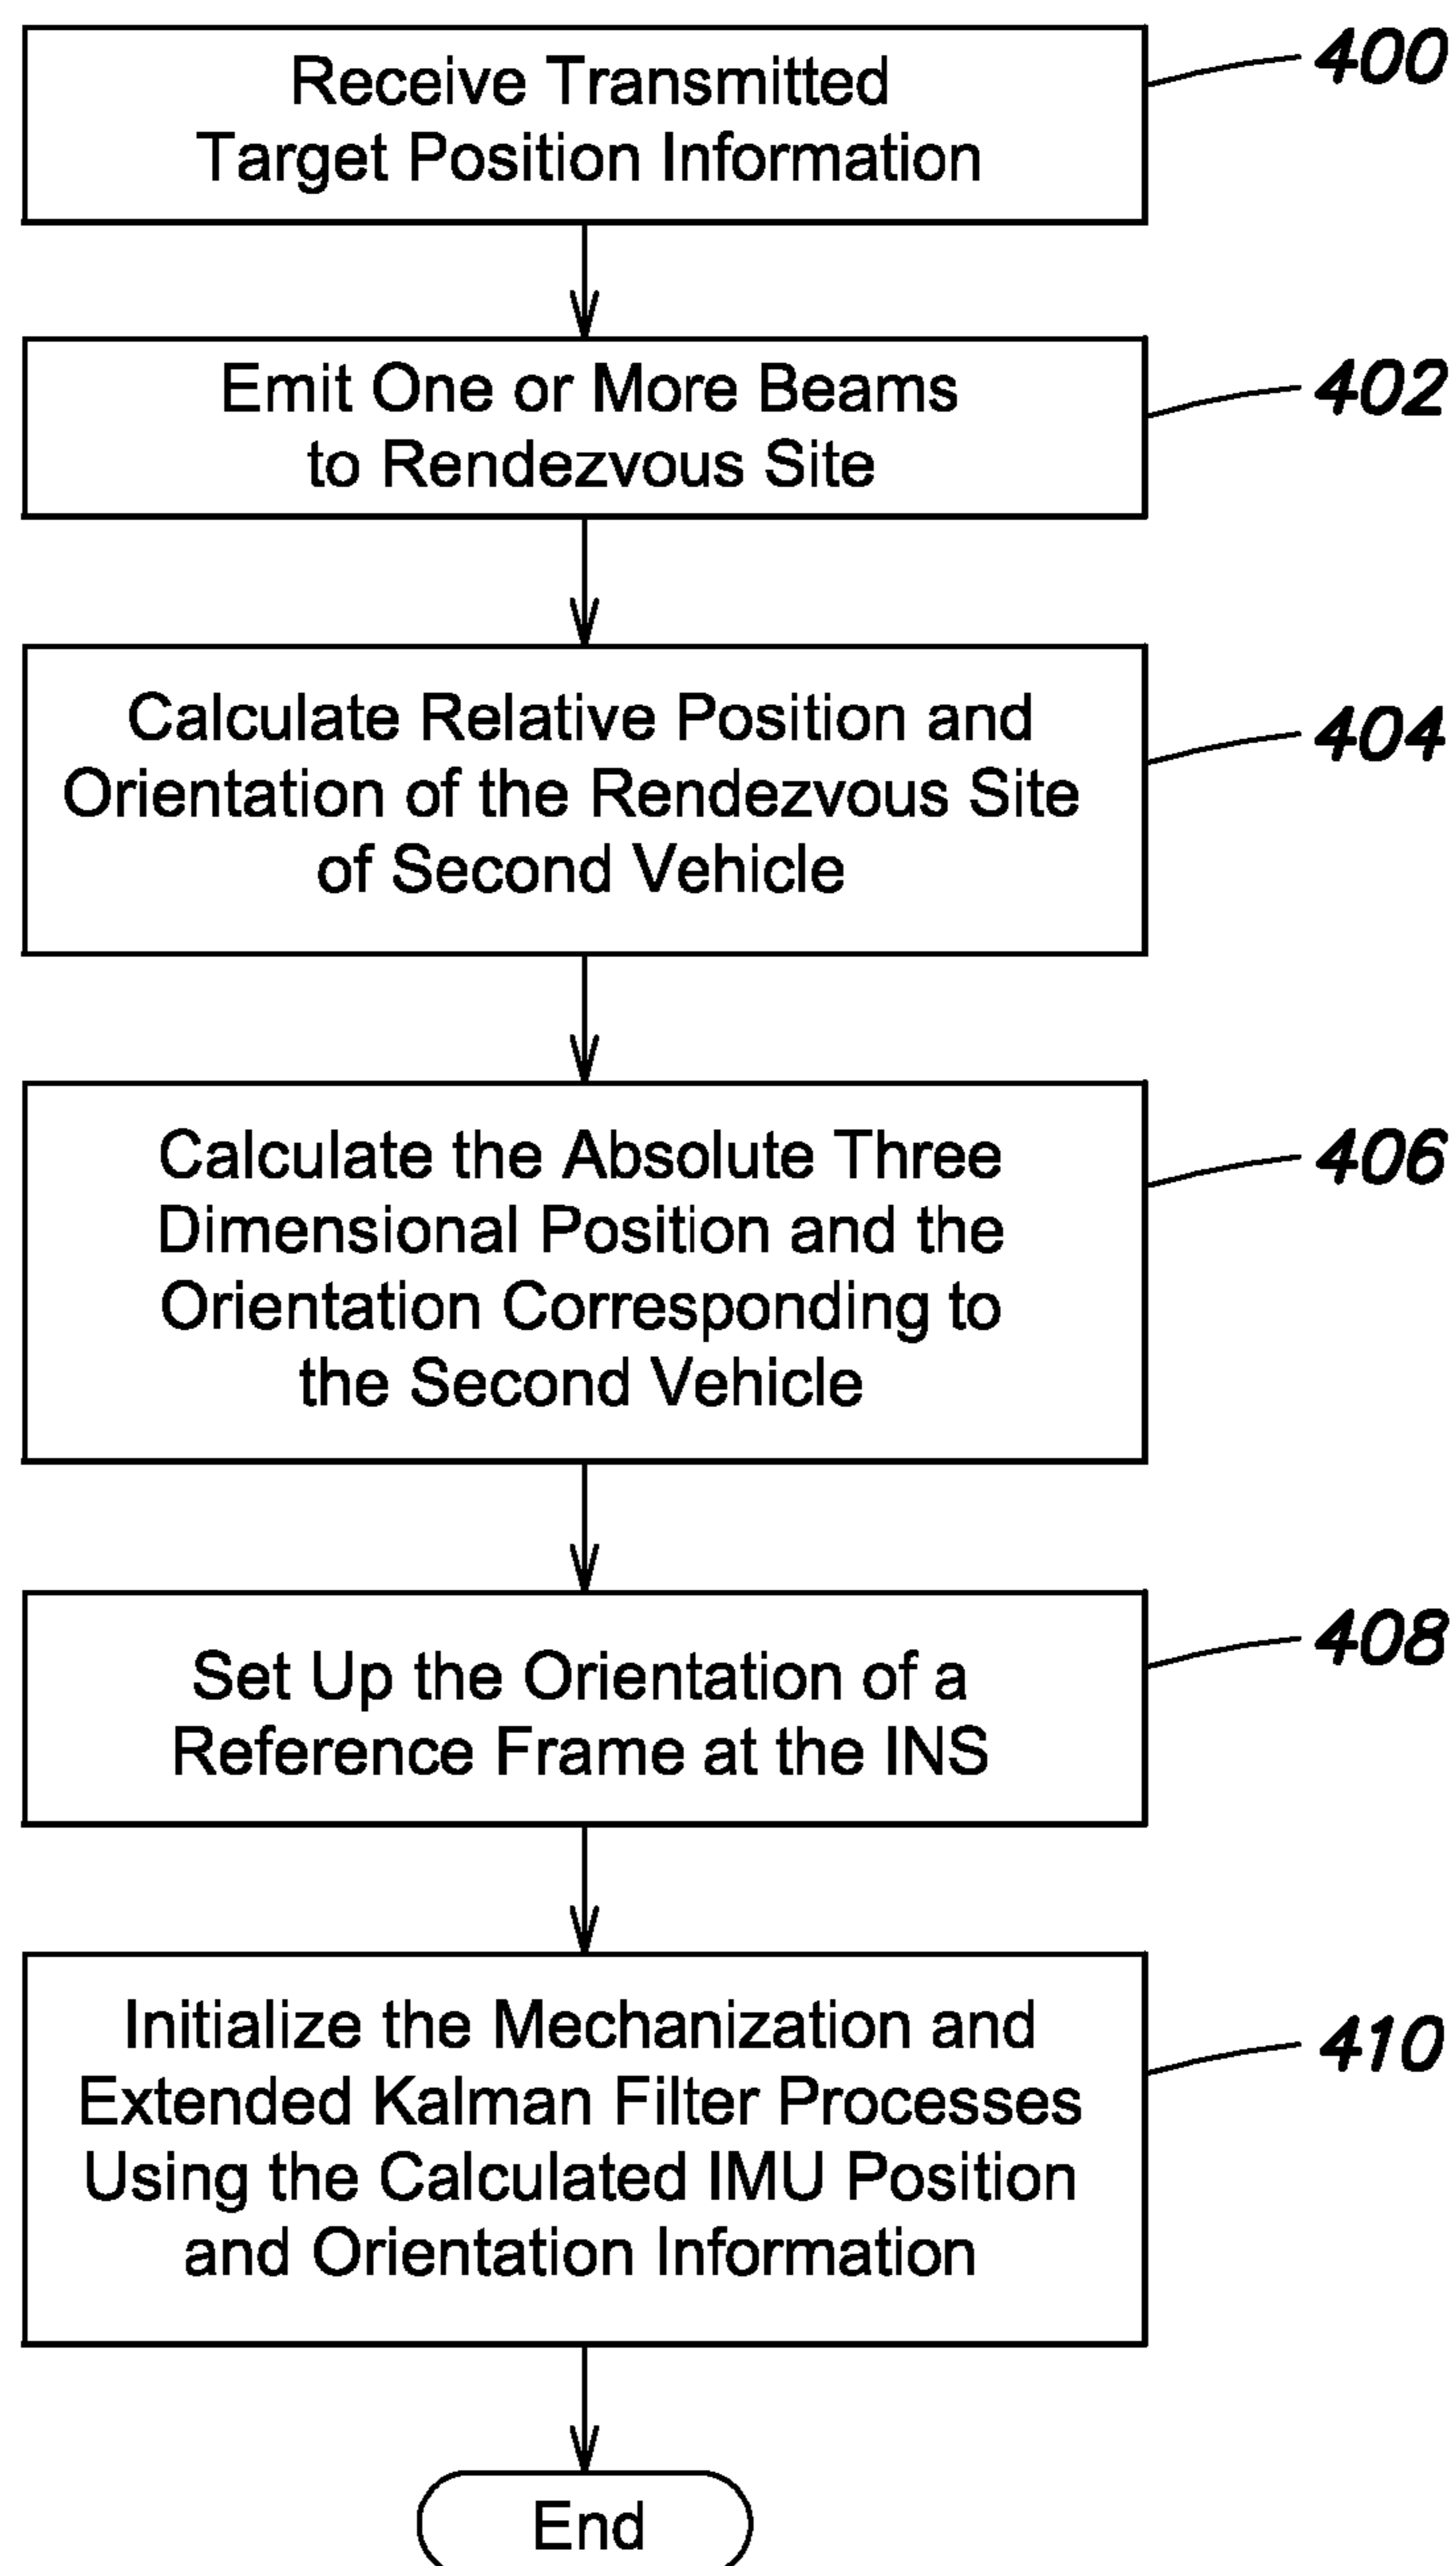 Receive Transmitted
Target Position Information
400
Emit One or More Beams
to Rendezvous Site
402
Calculate Relative Position and
Orientation of the Rendezvous Site
of Second Vehicle
404
Calculate the Absolute Three
Dimensional Position and the
Orientation Corresponding to
the Second Vehicle
406
Set Up the Orientation of a
Reference Frame at the INS
408
Initialize the Mechanization and
Extended Kalman Filter Processes
Using the Calculated IMU Position
and Orientation Information
410
End